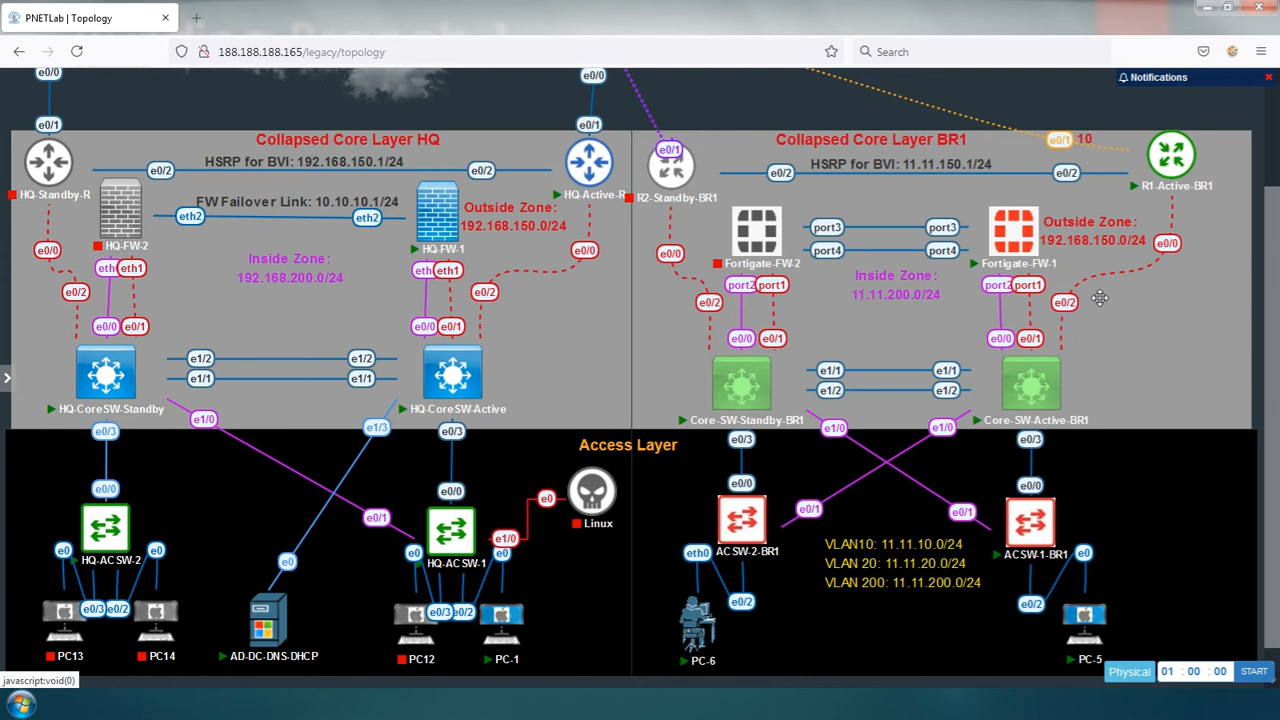 PNETLab | Topology
188.188.188.165/legacy/topology
Search
Notifications
e0/0
e0/0
e0/1
e0/1
e0/1
e0/1
10
Collapsed Core Layer HQ
Collapsed Core Layer BR1
HSRP for BVI: 192.168.150.1/24
HSRP for BVI: 11.11.150.1/24
e0/2
e0/2
e0/2
e0/2
HQ-Standby-R
HQ-Active-R
R2-Standby-BR1
R1-Active-BR1
FW Failover Link: 10.10.10.1/24
eth2
eth2
Outside Zone:
192.168.150.0/24
port3
port3
Outside Zone:
192.168.150.0/24
HQ-FW-2
HQ-FW-1
port4
port4
e0/0
e0/0
e0/0
e0/0
Inside Zone:
192.168.200.0/24
Fortigate-FW-2
Fortigate-FW-1
Inside Zone:
11.11.200.0/24
eth
eth1
eth
eth1
port2
port1
port2
port1
e0/2
e0/2
e0/2
e0/2
e0/0
e0/1
e0/0
e0/1
e0/0
e0/1
e0/0
e0/1
e1/2
e1/2
e1/1
e1/1
e1/1
e1/1
e1/2
e1/2
HQ-CoreSW-Standby
HQ-CoreSW-Active
Core-SW-Standby-BR1
Core-SW-Active-BR1
e1/0
e1/3
e1/0
e1/0
e0/3
e0/3
e0/3
e0/3
Access Layer
e0/0
e0/0
e0/0
e0/0
e0
Linux
e0/1
e1/0
e0/1
e0/1
HQ-ACSW-2
HQ-ACSW-1
ACSW-2-BR1
ACSW-1-BR1
VLAN10: 11.11.10.0/24
VLAN 20: 11.11.20.0/24
VLAN 200: 11.11.200.0/24
e0
e0
e0
e0
e0
eth0
e0
e0/3
e0/2
e0/3
e0/2
e0/2
e0/2
PC13
PC14
AD-DC-DNS-DHCP
PC12
PC-1
PC-6
PC-5
Physical
01 : 00 : 00
START
javascript:void(0)